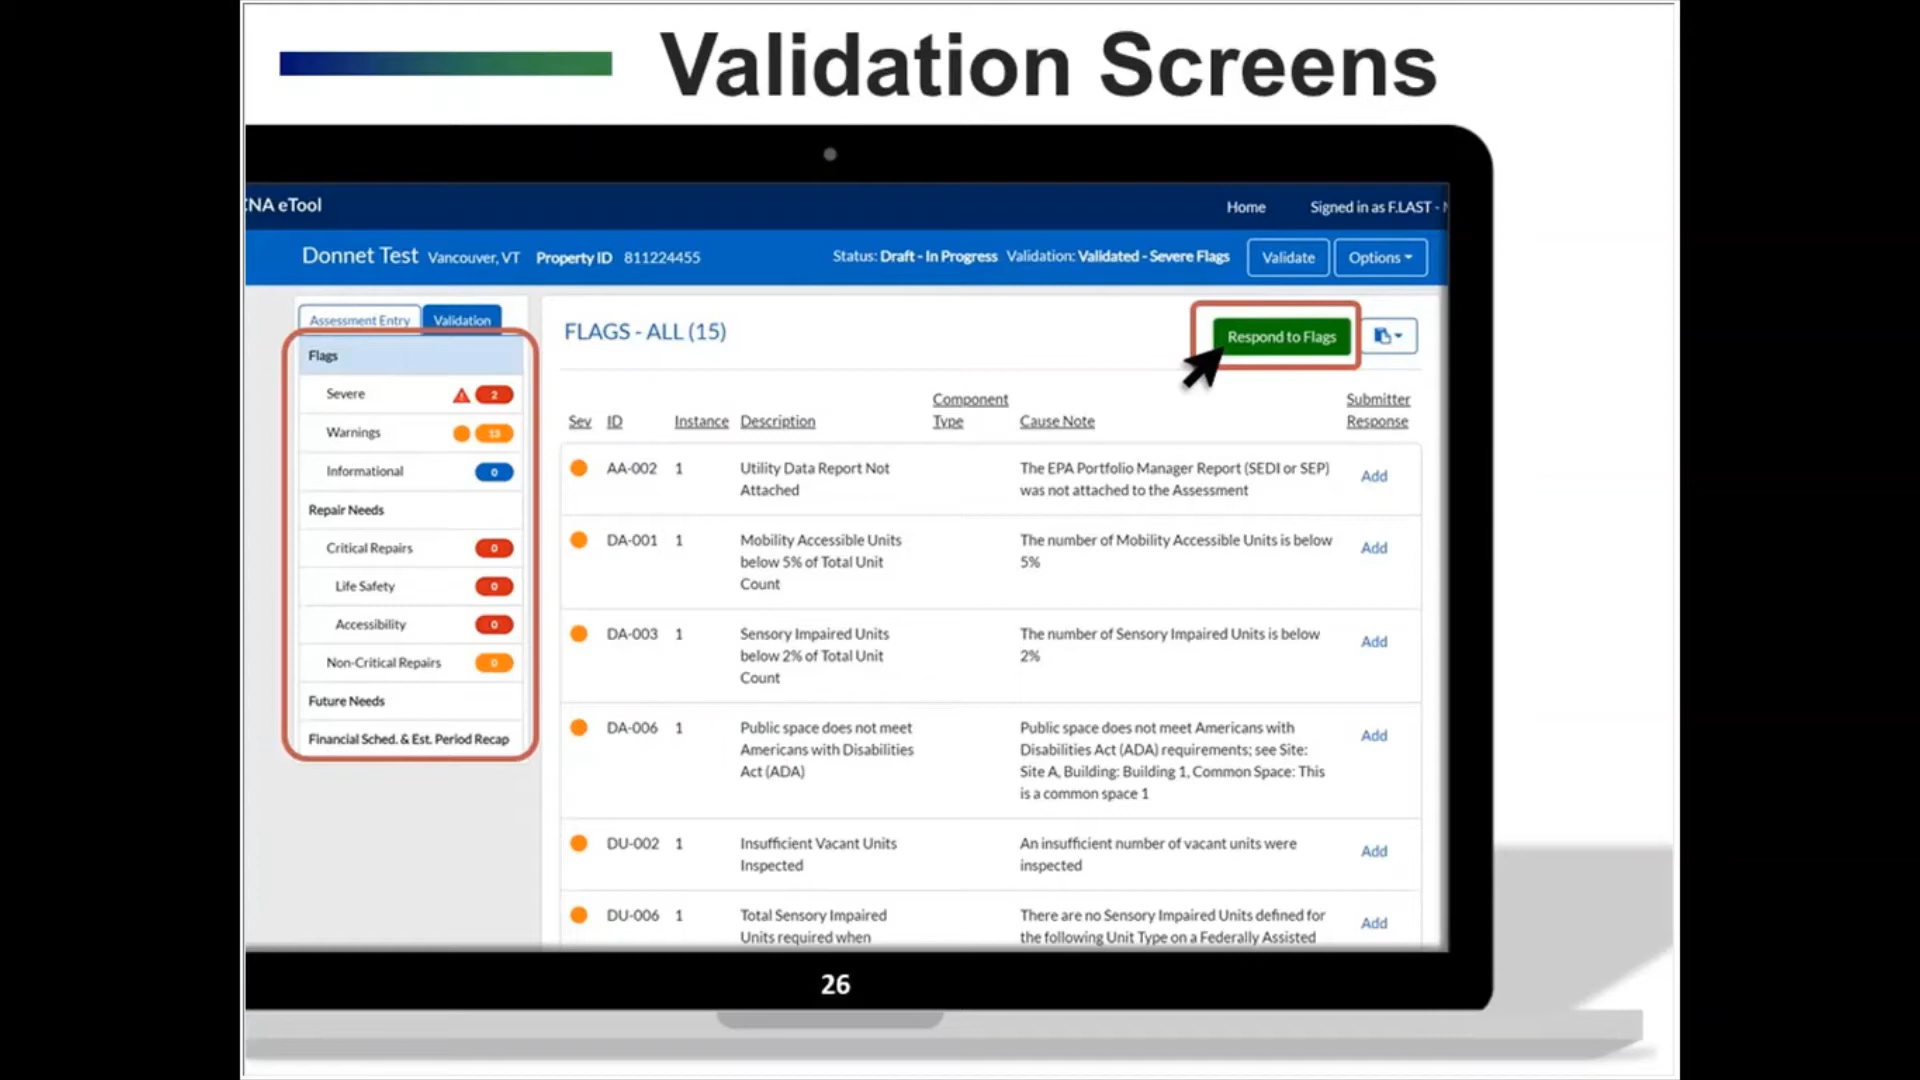 Validation Screens
CNA eTool
Home
Signed in as F.LAST -
Donnet Test Vancouver, VT Property ID 811224455
Status: Draft - In Progress Validation: Validated - Severe Flags
Validate
Options
Assessment Entry
Validation
Flags
Severe 2
Warnings 13
Informational 0
Repair Needs
Critical Repairs 0
Life Safety 0
Accessibility 0
Non-Critical Repairs 0
Future Needs
Financial Sched. & Est. Period Recap
FLAGS - ALL (15)
Respond to Flags
Sev ID Instance Description
Component
Type
Cause Note
Submitter
Response
AA-002 1
Utility Data Report Not
Attached
The EPA Portfolio Manager Report (SEDI or SEP)
was not attached to the Assessment
Add
DA-001 1
Mobility Accessible Units
below 5% of Total Unit
Count
The number of Mobility Accessible Units is below
5%
Add
DA-003 1
Sensory Impaired Units
below 2% of Total Unit
Count
The number of Sensory Impaired Units is below
2%
Add
DA-006 1
Public space does not meet
Americans with Disabilities
Act (ADA)
Public space does not meet Americans with
Disabilities Act (ADA) requirements; see Site:
Site A, Building: Building 1, Common Space: This
is a common space 1
Add
DU-002 1
Insufficient Vacant Units
Inspected
An insufficient number of vacant units were
inspected
Add
DU-006 1
Total Sensory Impaired
Units required when
There are no Sensory Impaired Units defined for
the following Unit Type on a Federally Assisted
Add
26